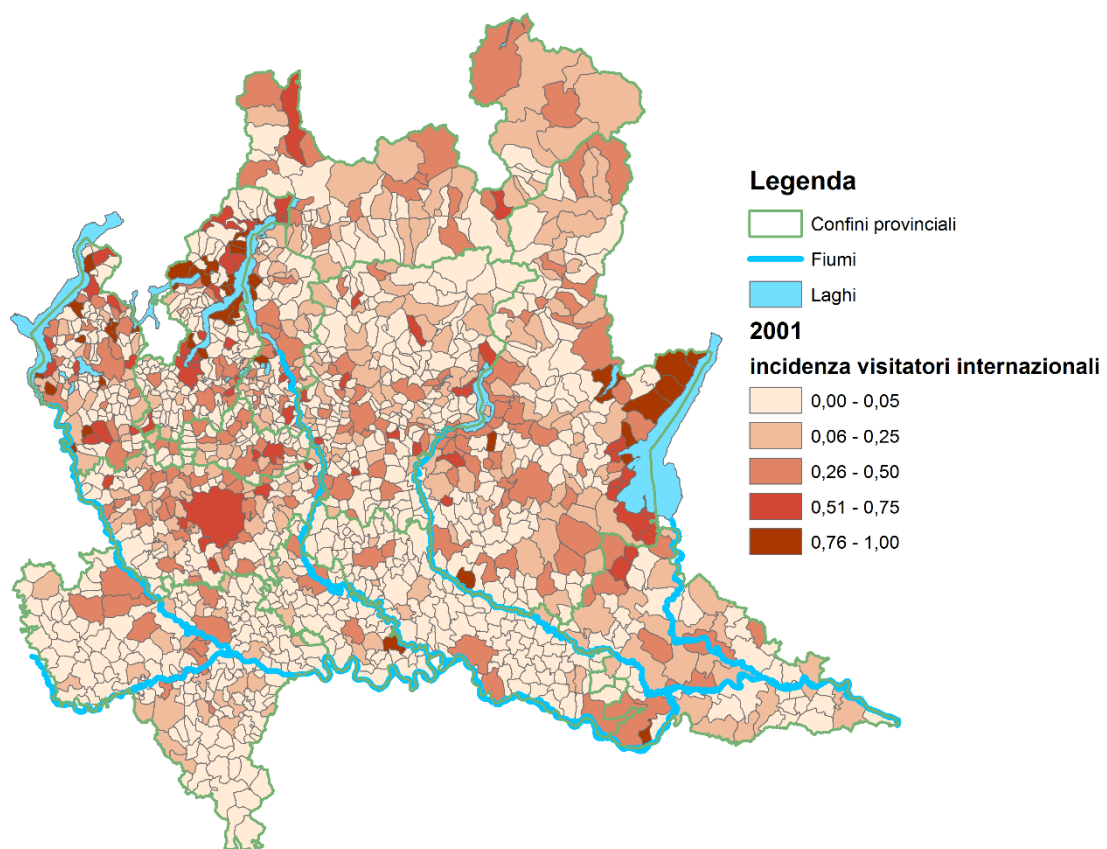 Legenda
Confini provinciali
Fiumi
Laghi
2001
incidenza visitatori internazionali
0,00 - 0,05
0,06 - 0,25
0,26 - 0,50
0,51 - 0,75
0,76 - 1,00